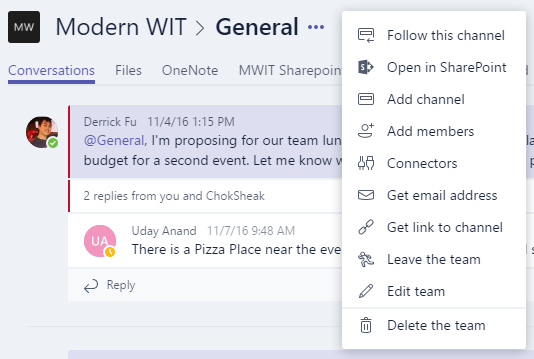 MW Modern WIT > General ...
Conversations Files OneNote MWIT Sharepoin
Derrick Fu 11/4/16 1:15 PM
@General, I'm proposing for our team lun
budget for a second event. Let me know w
2 replies from you and ChokSheak
UA Uday Anand 11/7/16 9:48 AM
There is a Pizza Place near the eve
Reply
Follow this channel
Open in SharePoint
Add channel
Add members
Connectors
Get email address
Get link to channel
Leave the team
Edit team
Delete the team